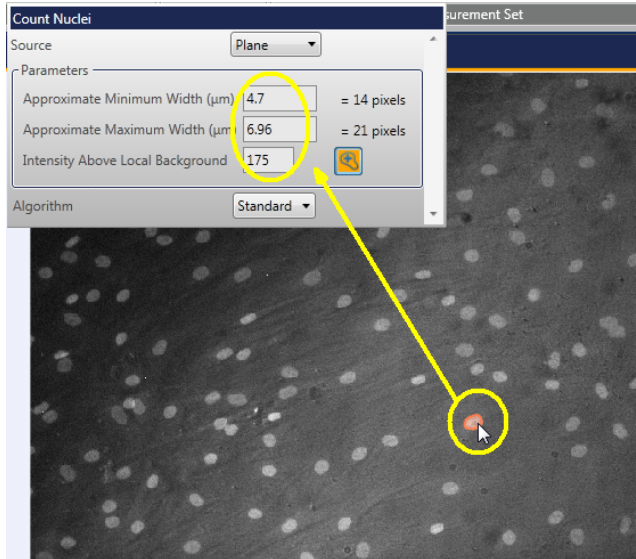 Count Nuclei
urement Set
Source Plane
Parameters
Approximate Minimum Width (μm) 4.7 = 14 pixels
Approximate Maximum Width (μm) 6.96 = 21 pixels
Intensity Above Local Background 175
Algorithm Standard